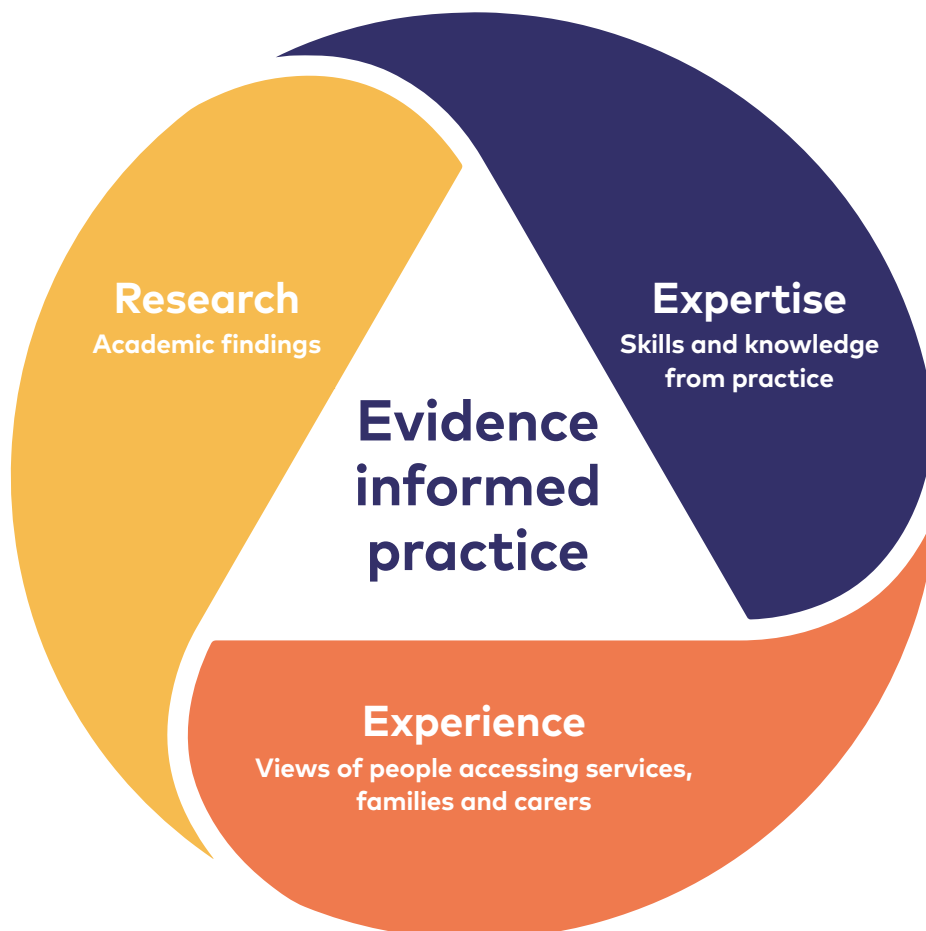 Research
Academic findings
Expertise
Skills and knowledge
from practice
Evidence
informed
practice
Experience
Views of people accessing services,
families and carers